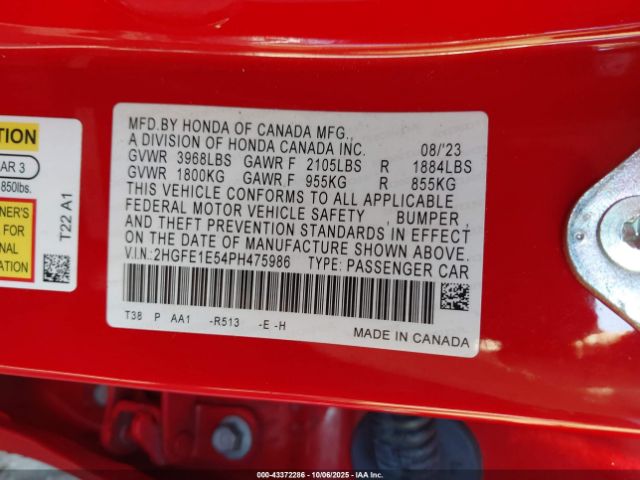 TION
AR 3
850lbs.
NER'S
FOR
NAL
ATION
T22 A1
MFD.BY HONDA OF CANADA MFG.,
A DIVISION OF HONDA CANADA INC. 08/'23
GVWR 3968LBS GAWR F 2105LBS R 1884LBS
GVWR 1800KG GAWR F 955KG R 855KG
THIS VEHICLE CONFORMS TO ALL APPLICABLE
FEDERAL MOTOR VEHICLE SAFETY , BUMPER ,
AND THEFT PREVENTION STANDARDS IN EFFECT
ON THE DATE OF MANUFACTURE SHOWN ABOVE.
V.I.N.: 2HGFE1E54PH475986 TYPE: PASSENGER CAR
T38 P AA1 -R513 -E -H
MADE IN CANADA
000-43372286 | 10/06/2025 | IAA Inc.